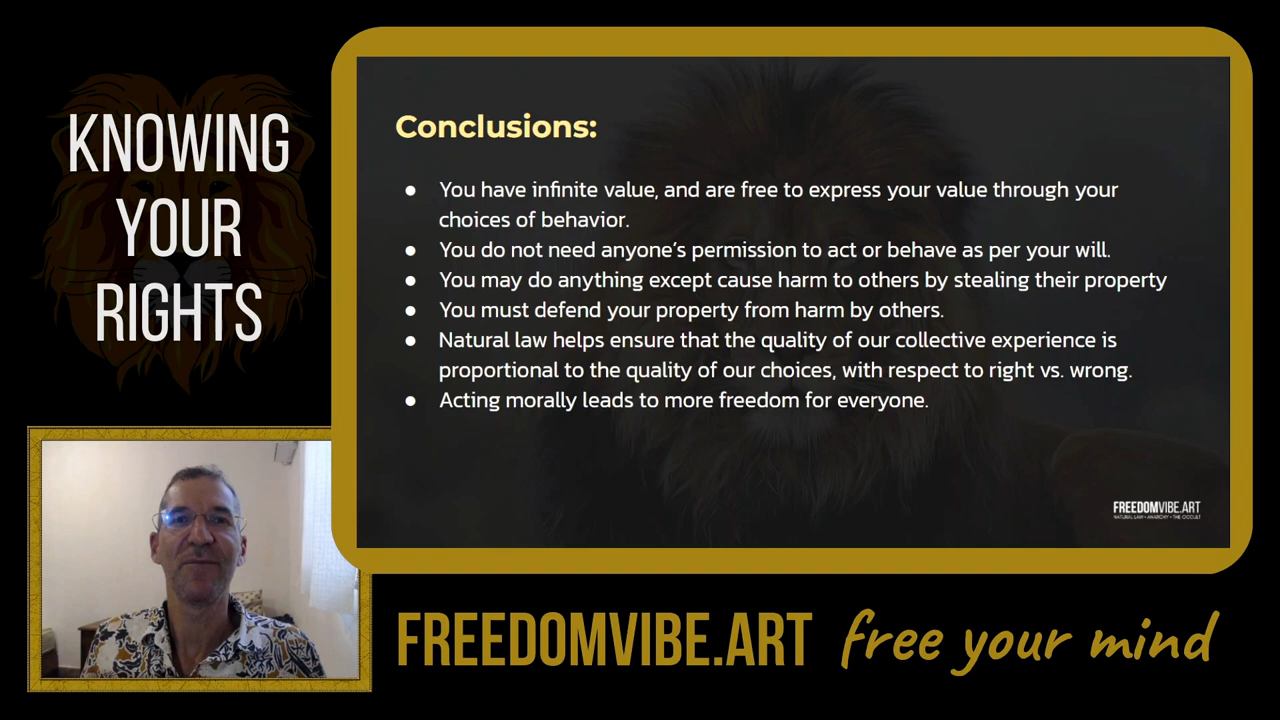 KNOWING
YOUR
RIGHTS
Conclusions:
● You have infinite value, and are free to express your value through your
choices of behavior.
● You do not need anyone's permission to act or behave as per your will.
● You may do anything except cause harm to others by stealing their property
● You must defend your property from harm by others.
● Natural law helps ensure that the quality of our collective experience is
proportional to the quality of our choices, with respect to right vs. wrong.
● Acting morally leads to more freedom for everyone.
FREEDOMVIBE.ART
NATURAL LAW • ANARCHY • THE OCCULT
FREEDOMVIBE.ART free your mind